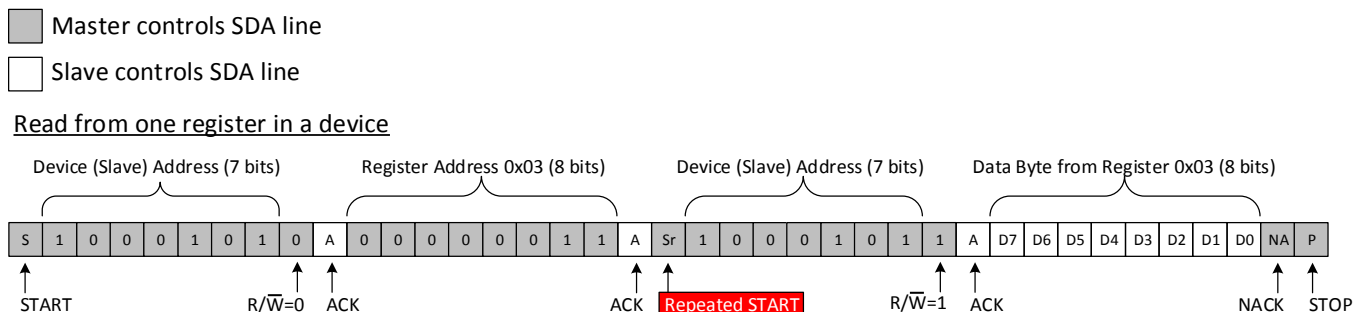 Master controls SDA line
Slave controls SDA line
Read from one register in a device
Device (Slave) Address (7 bits) Register Address 0x03 (8 bits) Device (Slave) Address (7 bits) Data Byte from Register 0x03 (8 bits)
S 1 0 0 0 1 0 1 0 A 0 0 0 0 0 0 1 1 A Sr 1 0 0 0 1 0 1 1 A D7 D6 D5 D4 D3 D2 D1 D0 NA P
START R/W̅=0 ACK ACK Repeated START R/W̅=1 ACK NACK STOP